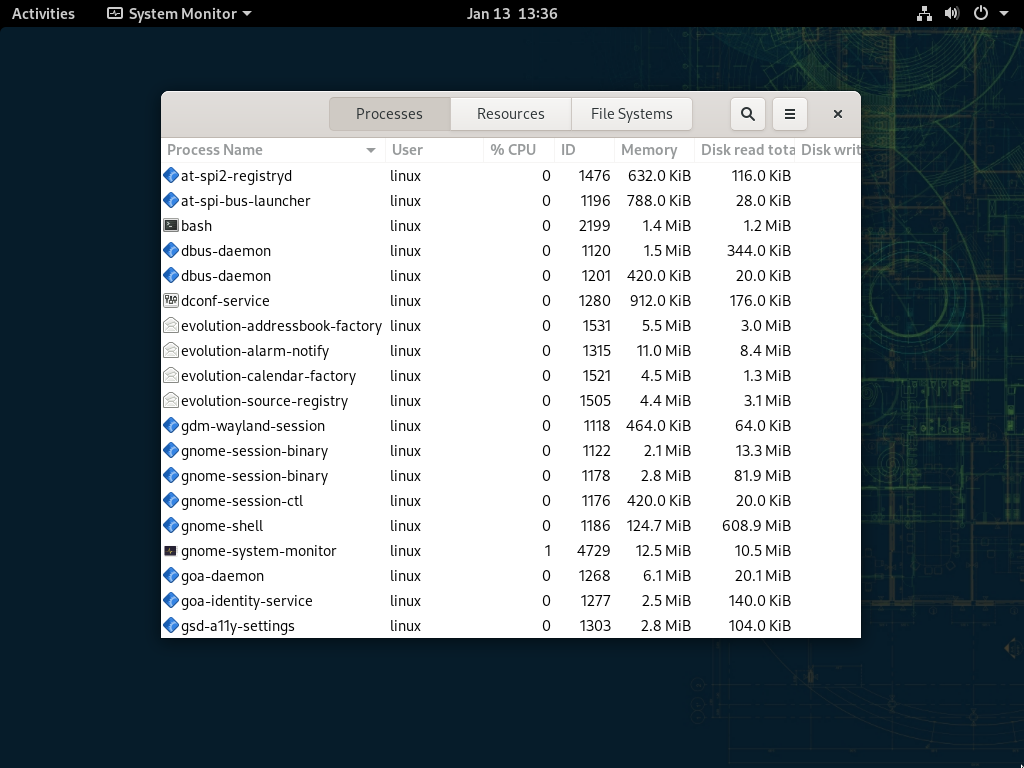 Activities System Monitor Jan 13 13:36
Processes Resources File Systems
Process Name User % CPU ID Memory Disk read tota Disk writ
at-spi2-registryd linux 0 1476 632.0 KiB 116.0 KiB
at-spi-bus-launcher linux 0 1196 788.0 KiB 28.0 KiB
bash linux 0 2199 1.4 MiB 1.2 MiB
dbus-daemon linux 0 1120 1.5 MiB 344.0 KiB
dbus-daemon linux 0 1201 420.0 KiB 20.0 KiB
dconf-service linux 0 1280 912.0 KiB 176.0 KiB
evolution-addressbook-factory linux 0 1531 5.5 MiB 3.0 MiB
evolution-alarm-notify linux 0 1315 11.0 MiB 8.4 MiB
evolution-calendar-factory linux 0 1521 4.5 MiB 1.3 MiB
evolution-source-registry linux 0 1505 4.4 MiB 3.1 MiB
gdm-wayland-session linux 0 1118 464.0 KiB 64.0 KiB
gnome-session-binary linux 0 1122 2.1 MiB 13.3 MiB
gnome-session-binary linux 0 1178 2.8 MiB 81.9 MiB
gnome-session-ctl linux 0 1176 420.0 KiB 20.0 KiB
gnome-shell linux 0 1186 124.7 MiB 608.9 MiB
gnome-system-monitor linux 1 4729 12.5 MiB 10.5 MiB
goa-daemon linux 0 1268 6.1 MiB 20.1 MiB
goa-identity-service linux 0 1277 2.5 MiB 140.0 KiB
gsd-a11y-settings linux 0 1303 2.8 MiB 104.0 KiB